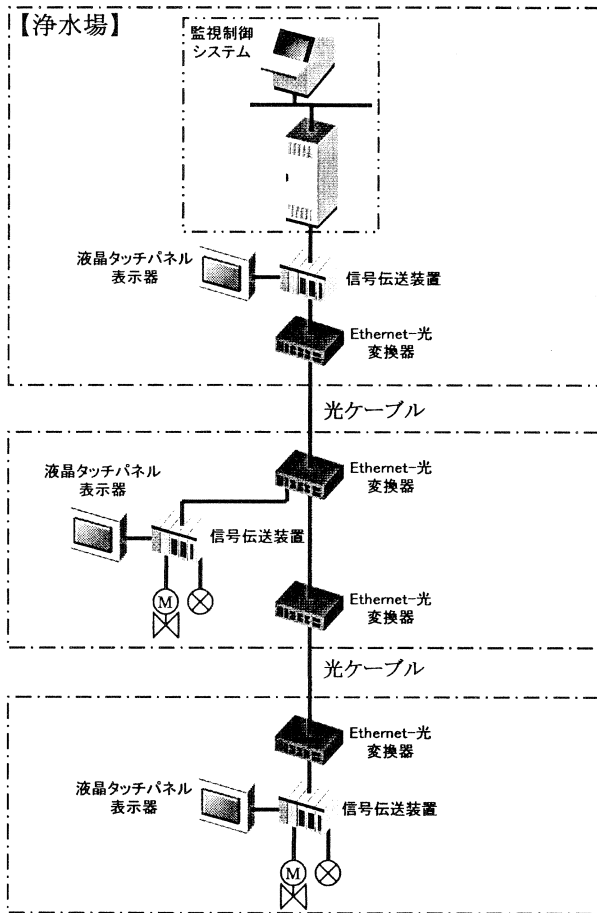 【浄水場】
監視制御
システム
液晶タッチパネル
表示器
信号伝送装置
Ethernet-光
変換器
光ケーブル
Ethernet-光
変換器
液晶タッチパネル
表示器
信号伝送装置
M
Ethernet-光
変換器
光ケーブル
Ethernet-光
変換器
液晶タッチパネル
表示器
信号伝送装置
M